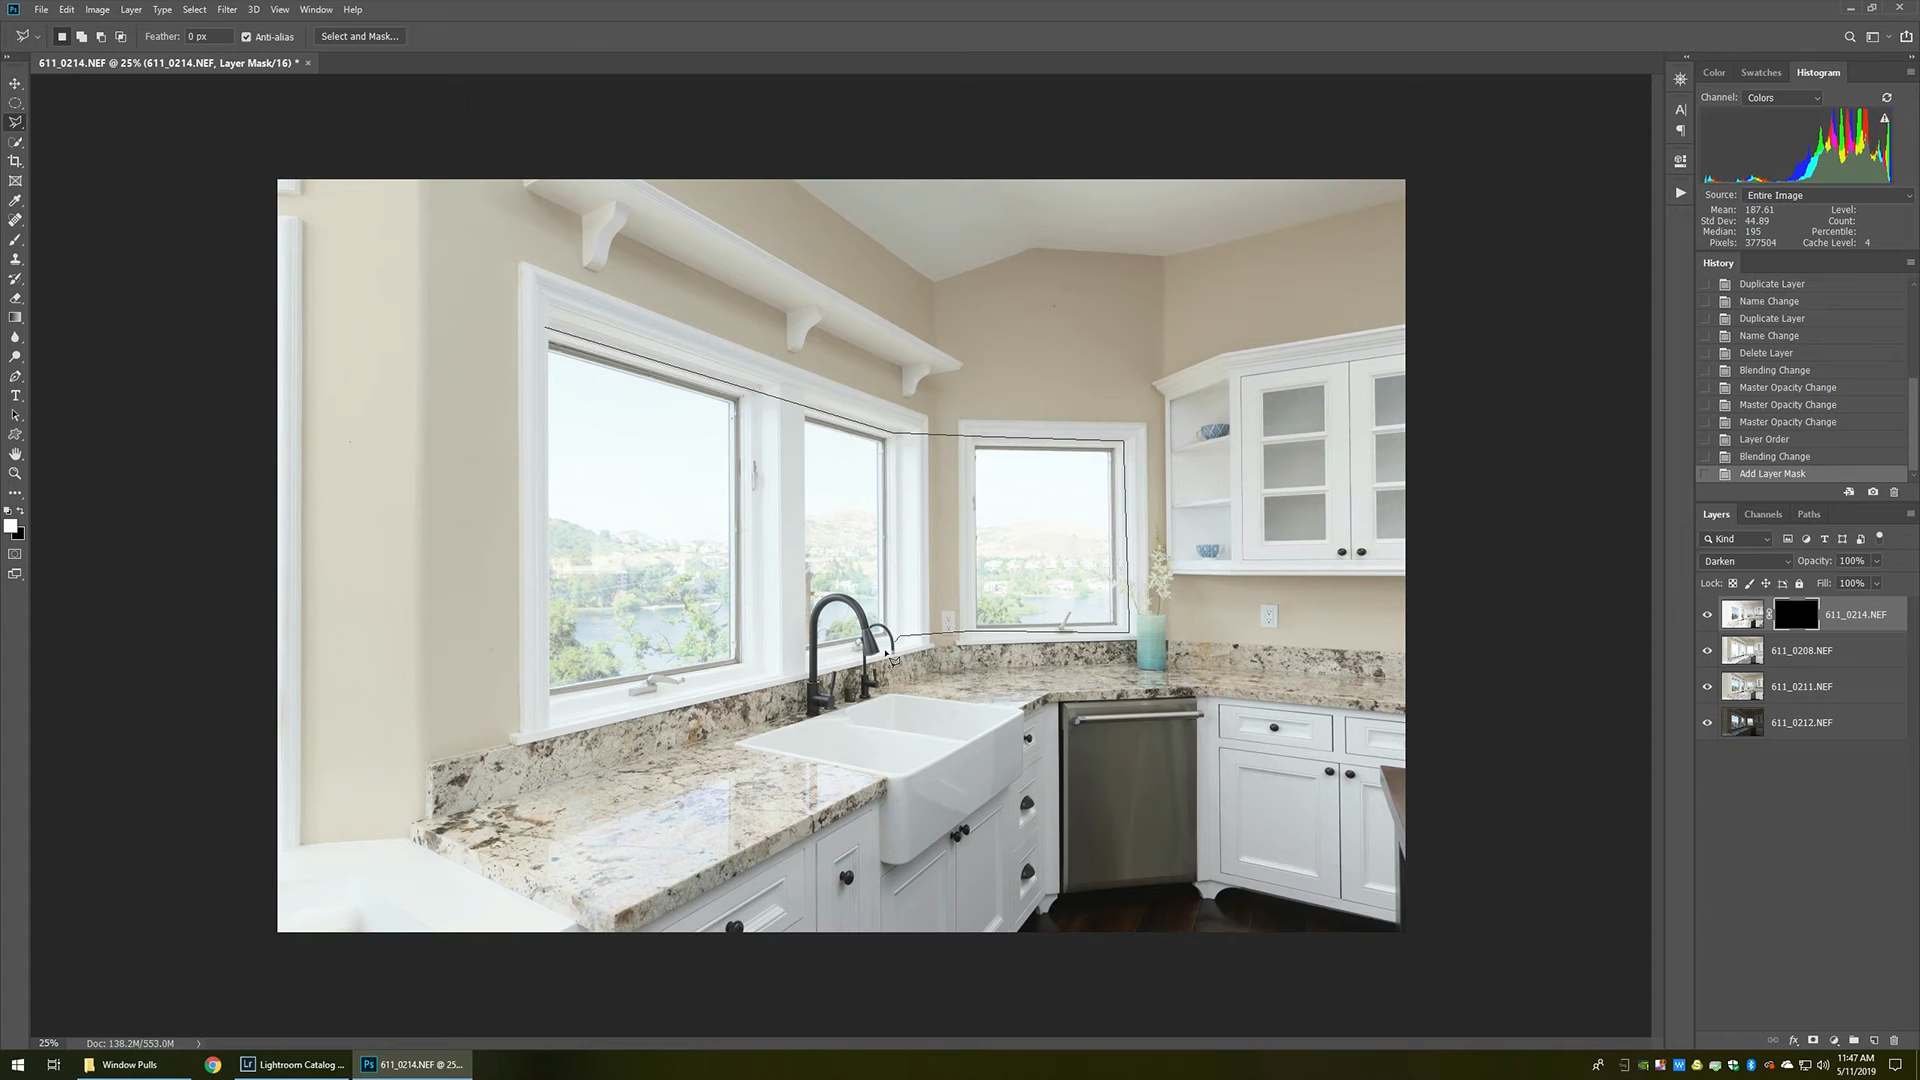 Ps File Edit Image Layer Type Select Filter 3D View Window Help
Feather: 0 px Anti-alias Select and Mask...
611_0214.NEF @ 25% (611_0214.NEF, Layer Mask/16) * ×
Color Swatches Histogram
Channel: Colors
Source: Entire Image
Mean: 187.61 Level:
Std Dev: 44.89 Count:
Median: 195 Percentile:
Pixels: 377504 Cache Level: 4
History
Duplicate Layer
Name Change
Duplicate Layer
Name Change
Delete Layer
Blending Change
Master Opacity Change
Master Opacity Change
Master Opacity Change
Layer Order
Blending Change
Add Layer Mask
Layers Channels Paths
Kind
Darken Opacity: 100%
Lock: Fill: 100%
611_0214.NEF
611_0208.NEF
611_0211.NEF
611_0212.NEF
25% Doc: 138.2M/553.0M
Window Pulls Lr Lightroom Catalog ... Ps 611_0214.NEF @ 25...
11:47 AM
5/11/2019